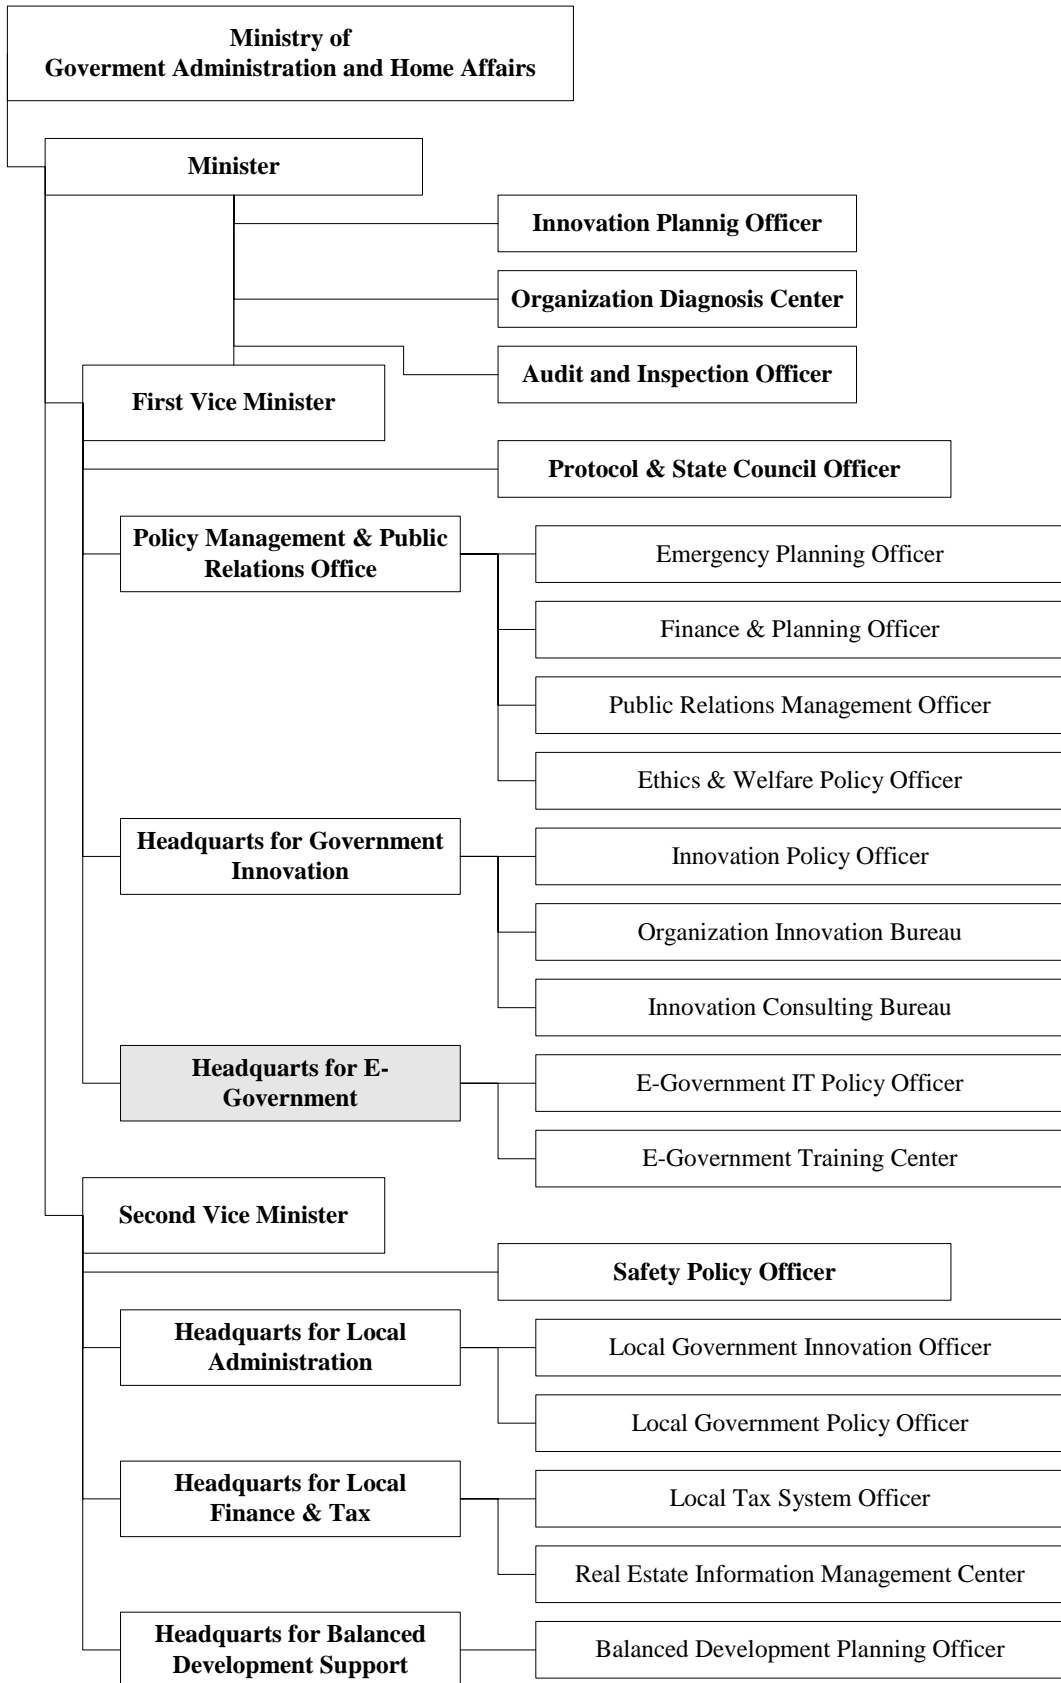 Ministry of
Goverment Administration and Home Affairs
Minister
Innovation Plannig Officer
Organization Diagnosis Center
Audit and Inspection Officer
First Vice Minister
Protocol & State Council Officer
Policy Management & Public
Relations Office
Emergency Planning Officer
Finance & Planning Officer
Public Relations Management Officer
Ethics & Welfare Policy Officer
Headquarts for Government
Innovation
Innovation Policy Officer
Organization Innovation Bureau
Innovation Consulting Bureau
Headquarts for E-
Government
E-Government IT Policy Officer
E-Government Training Center
Second Vice Minister
Safety Policy Officer
Headquarts for Local
Administration
Local Government Innovation Officer
Local Government Policy Officer
Headquarts for Local
Finance & Tax
Local Tax System Officer
Real Estate Information Management Center
Headquarts for Balanced
Development Support
Balanced Development Planning Officer